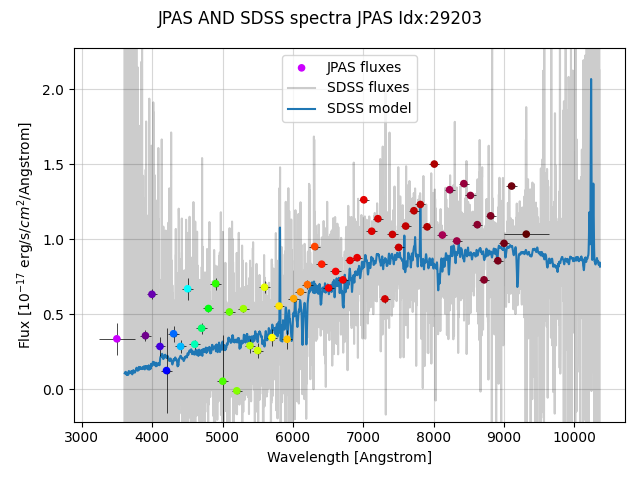 JPAS AND SDSS spectra JPAS Idx:29203
JPAS fluxes
SDSS fluxes
SDSS model
2.0
1.5
1.0
0.5
0.0
Flux [10⁻¹⁷ erg/s/cm²/Angstrom]
3000 4000 5000 6000 7000 8000 9000 10000
Wavelength [Angstrom]